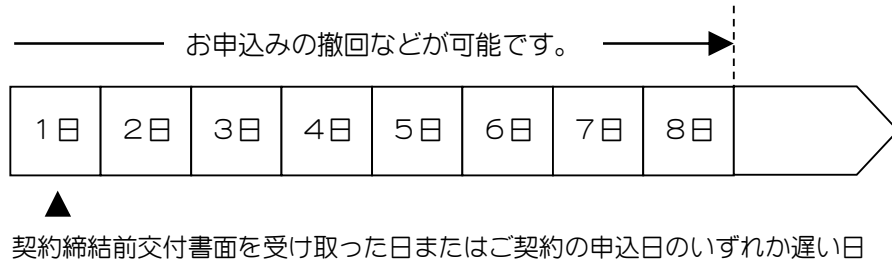 お申込みの撤回などが可能です。
1日 2日 3日 4日 5日 6日 7日 8日
契約締結前交付書面を受け取った日またはご契約の申込日のいずれか遅い日